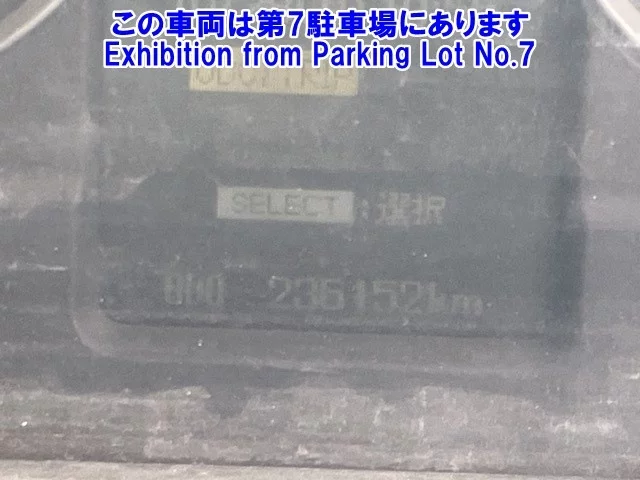 この車両は第7駐車場にあります
Exhibition from Parking Lot No.7
SELECT :選択
ODO 236152km